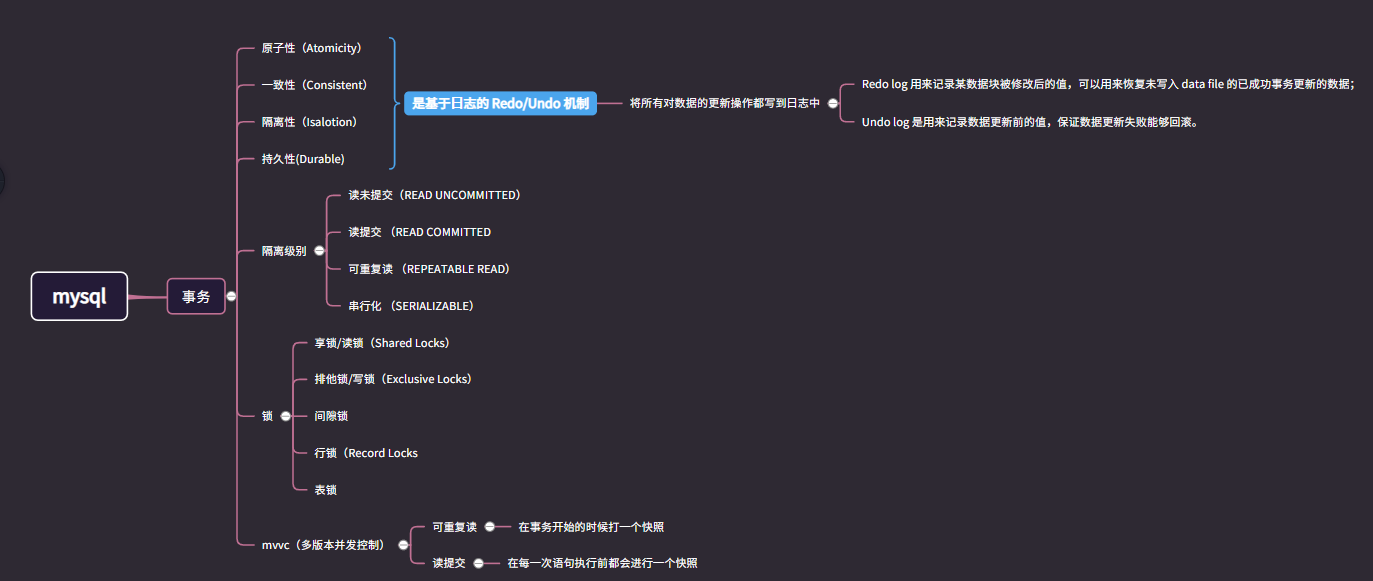 mysql
事务
原子性（Atomicity）
一致性（Consistent）
隔离性（Isalotion）
持久性(Durable)
是基于日志的 Redo/Undo 机制
将所有对数据的更新操作都写到日志中
Redo log 用来记录某数据块被修改后的值，可以用来恢复未写入 data file 的已成功事务更新的数据；
Undo log 是用来记录数据更新前的值，保证数据更新失败能够回滚。
隔离级别
读未提交（READ UNCOMMITTED）
读提交 （READ COMMITTED
可重复读 （REPEATABLE READ）
串行化 （SERIALIZABLE）
锁
享锁/读锁（Shared Locks）
排他锁/写锁（Exclusive Locks）
间隙锁
行锁（Record Locks
表锁
mvvc（多版本并发控制）
可重复读
在事务开始的时候打一个快照
读提交
在每一次语句执行前都会进行一个快照